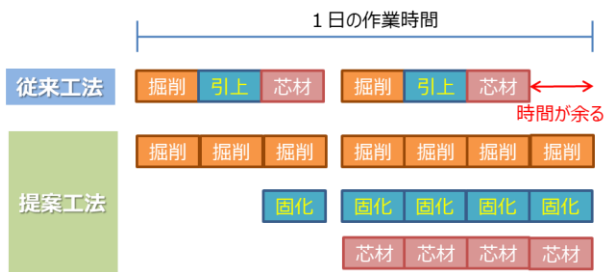 1日の作業時間
従来工法 掘削 引上 芯材 掘削 引上 芯材
時間が余る
提案工法
掘削 掘削 掘削 掘削 掘削 掘削 掘削
固化 固化 固化 固化 固化
芯材 芯材 芯材 芯材